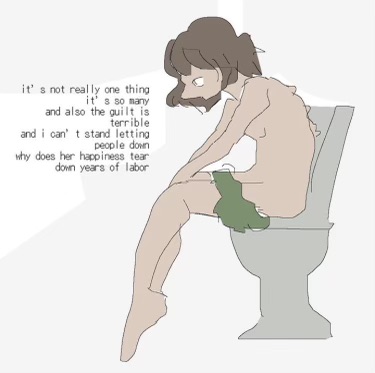 it's not really one thing
it's so many
and also the guilt is
terrible
and i can't stand letting
people down
why does her happiness tear
down years of labor